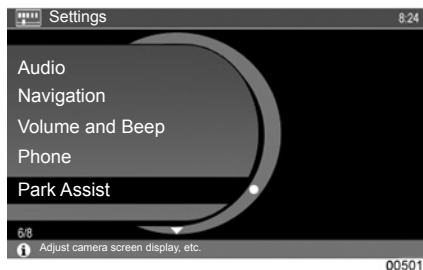 Settings
8:24
Audio
Navigation
Volume and Beep
Phone
Park Assist
6/8
Adjust camera screen display, etc.
00501